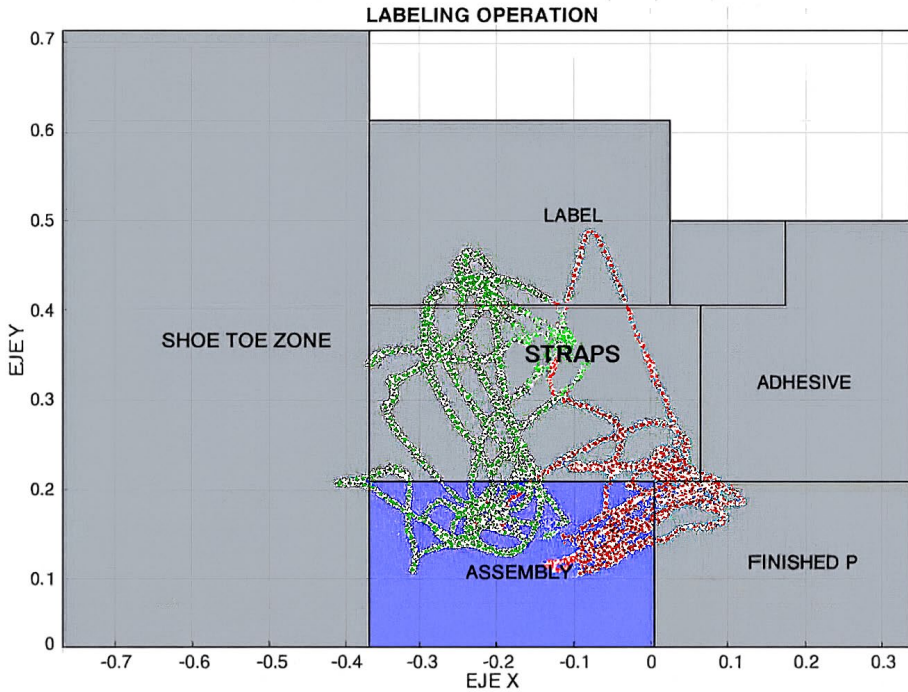 LABELING OPERATION
0.7
0.6
0.5
0.4
0.3
0.2
0.1
0
EJEY
LABEL
SHOE TOE ZONE
STRAPS
ADHESIVE
ASSEMBLY
FINISHED P
-0.7 -0.6 -0.5 -0.4 -0.3 -0.2 -0.1 0 0.1 0.2 0.3
EJE X